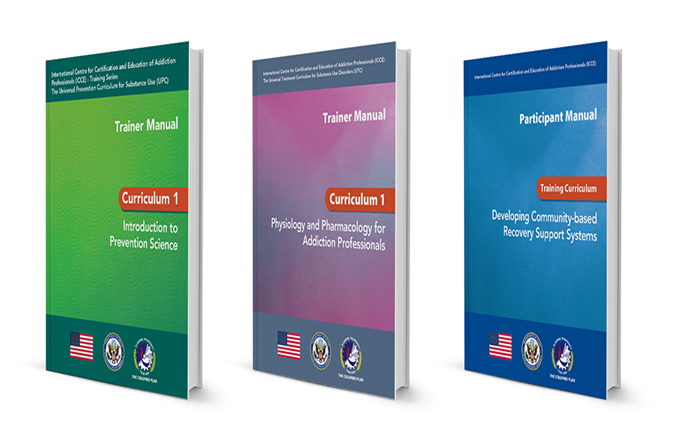 International Centre for Certification and Education of Addiction
Professionals (ICCE) - Training Series
The Universal Prevention Curriculum for Substance Use (UPC)
Trainer Manual
Curriculum 1
Introduction to
Prevention Science
THE COLOMBO PLAN
International Centre for Certification and Education of Addiction Professionals (ICCE)
The Universal Treatment Curriculum for Substance Use Disorders (UTC)
Trainer Manual
Curriculum 1
Physiology and Pharmacology for
Addiction Professionals
THE COLOMBO PLAN
International Centre for Certification and Education of Addiction Professionals (ICCE)
Participant Manual
Training Curriculum
Developing Community-based
Recovery Support Systems
THE COLOMBO PLAN